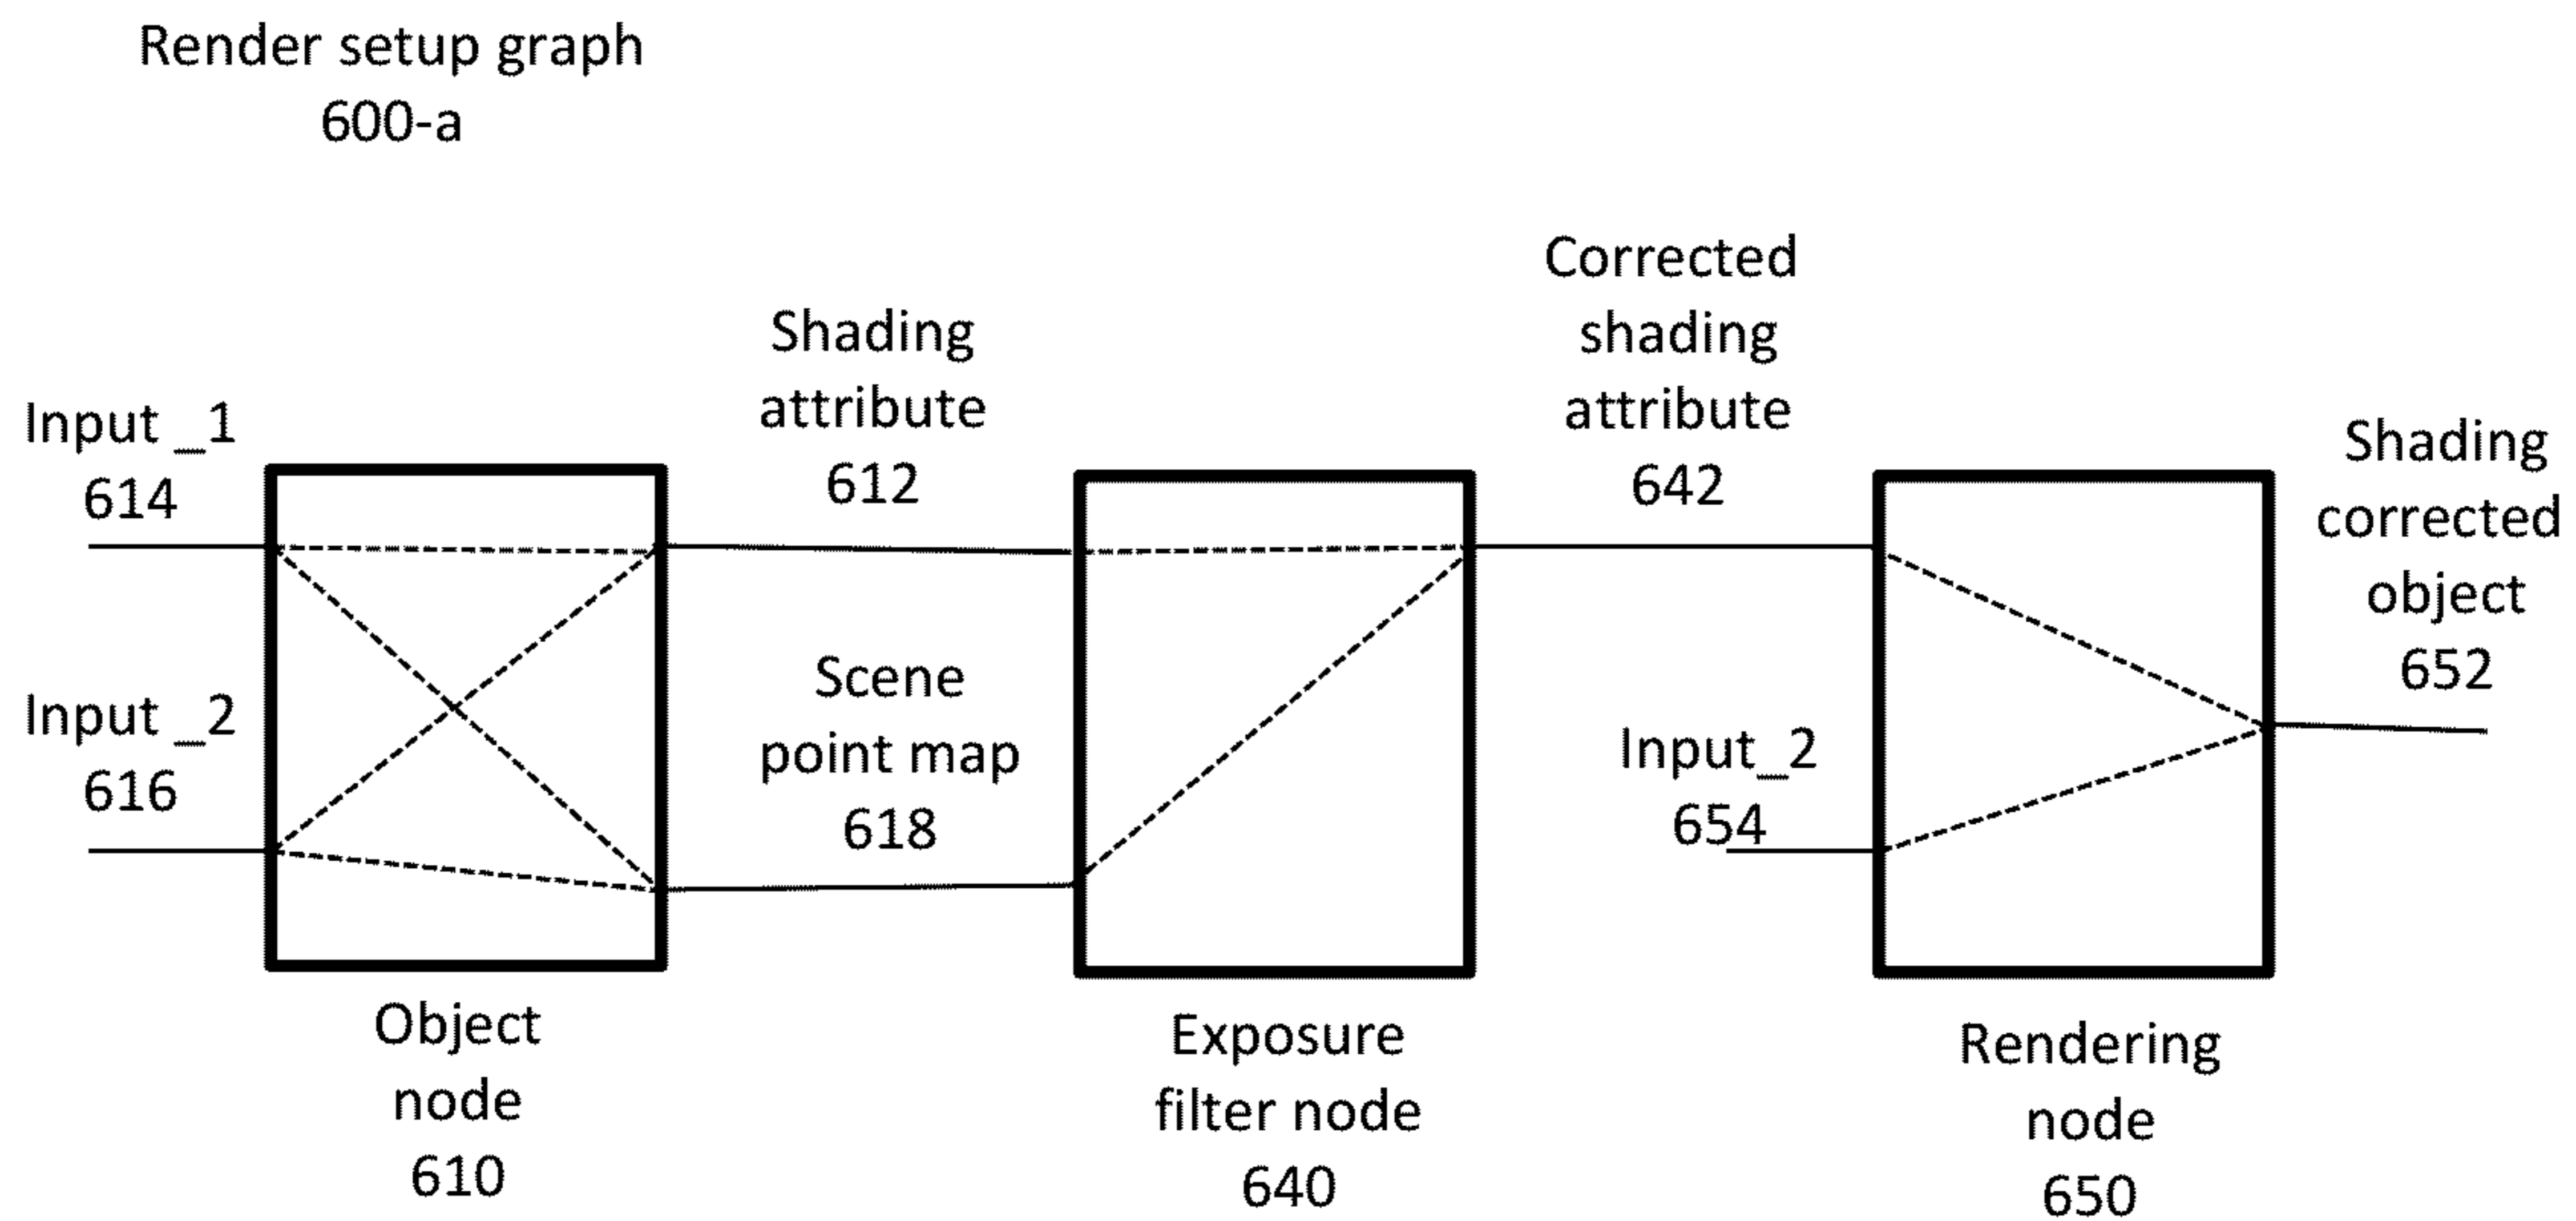 Render setup graph
600-a
Input _1
614
Input _2
616
Object
node
610
Shading
attribute
612
Scene
point map
618
Exposure
filter node
640
Corrected
shading
attribute
642
Input_2
654
Rendering
node
650
Shading
corrected
object
652